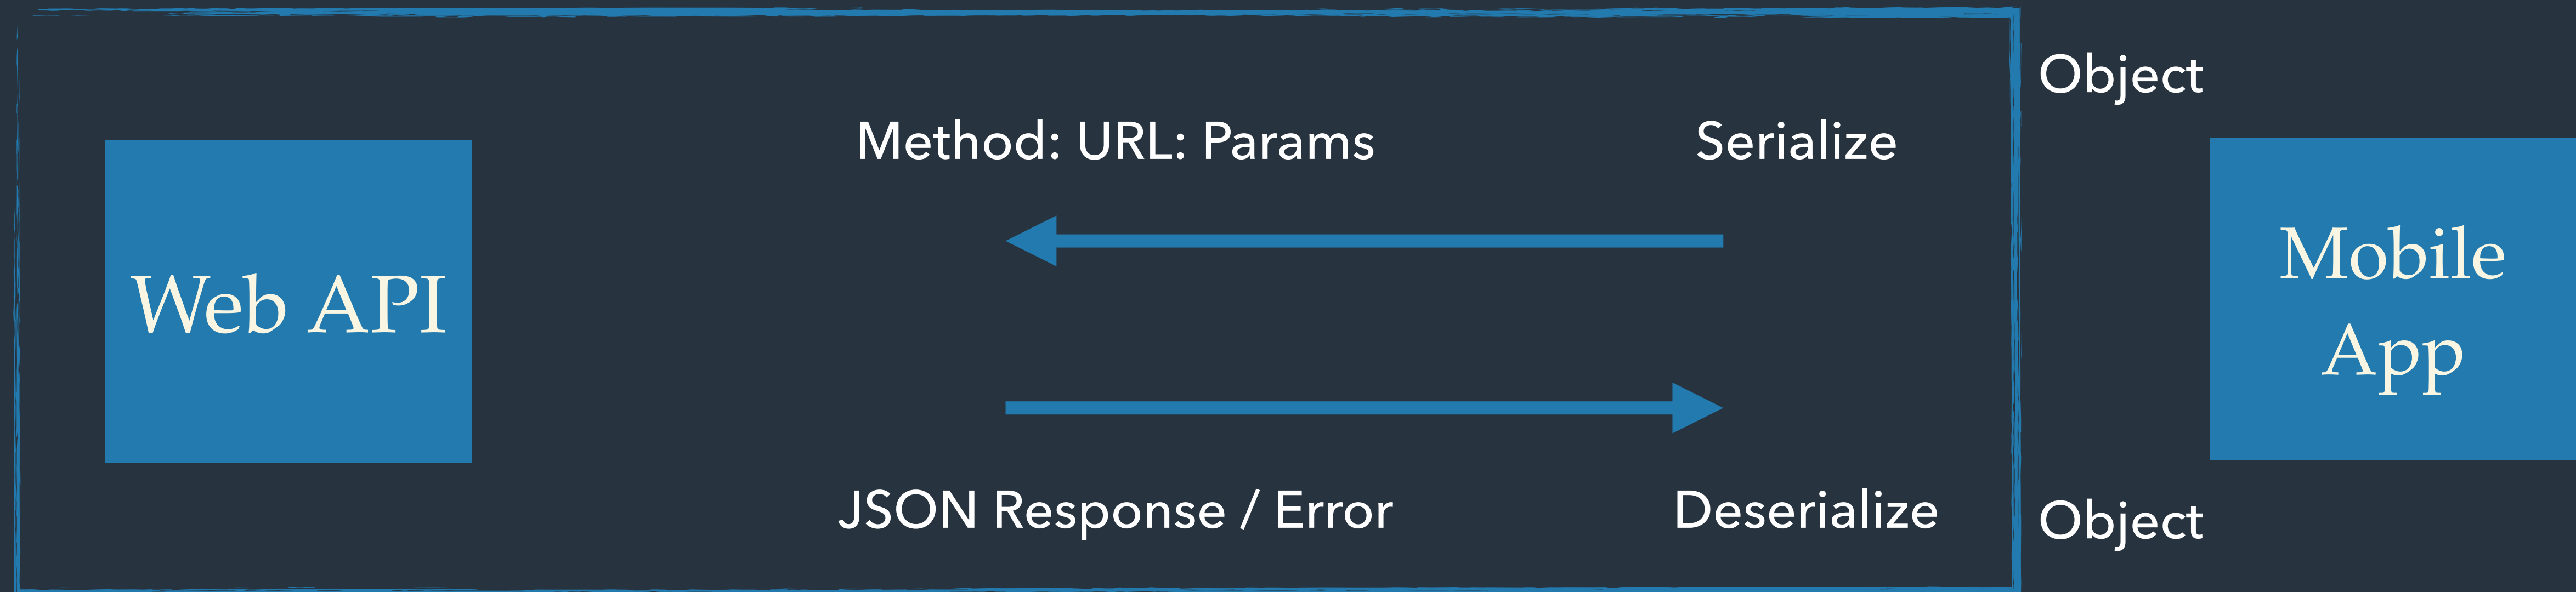 Object
Method: URL: Params
Serialize
Web API
Mobile
App
JSON Response / Error
Deserialize
Object